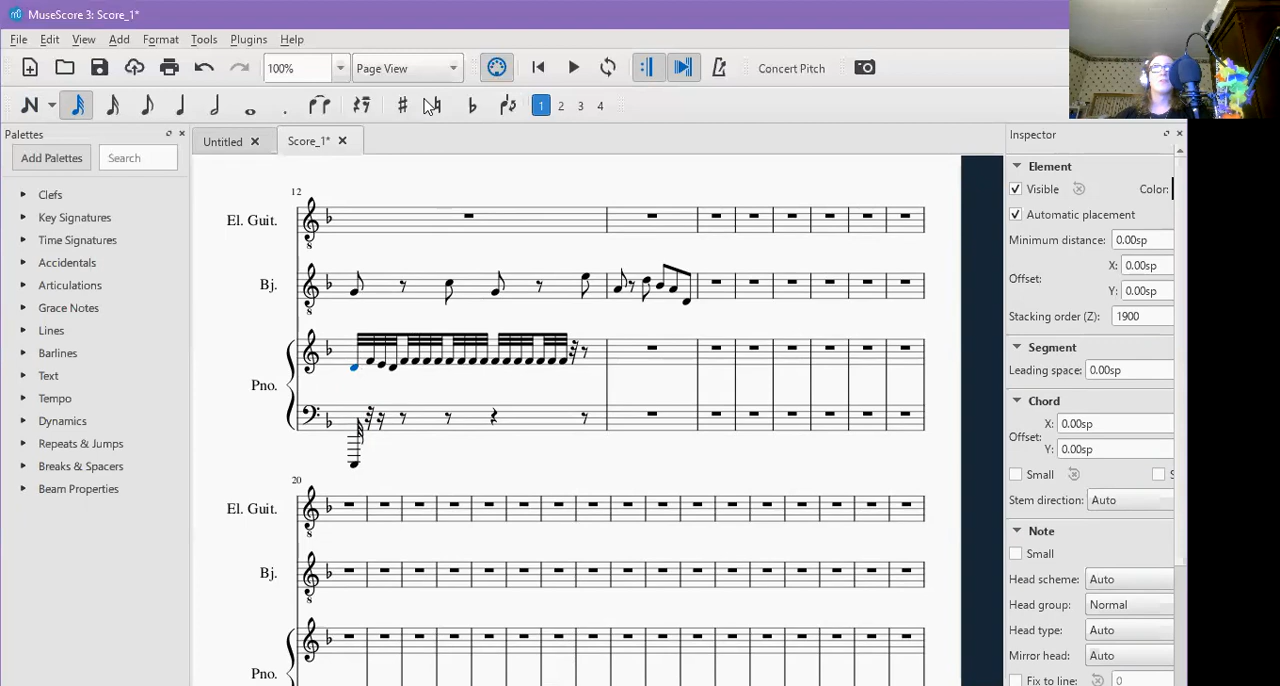 MuseScore 3: Score_1*
File Edit View Add Format Tools Plugins Help
100% Page View Concert Pitch
1 2 3 4
Palettes
Untitled Score_1*
Inspector
Add Palettes Search
Clefs
Key Signatures
Time Signatures
Accidentals
Articulations
Grace Notes
Lines
Barlines
Text
Tempo
Dynamics
Repeats & Jumps
Breaks & Spacers
Beam Properties
12
El. Guit.
8
Bj.
8
Pno.
20
El. Guit.
8
Bj.
8
Pno.
Element
Visible Color:
Automatic placement
Minimum distance: 0.00sp
Offset: X: 0.00sp
Y: 0.00sp
Stacking order (Z): 1900
Segment
Leading space: 0.00sp
Chord
Offset: X: 0.00sp
Y: 0.00sp
Small
Stem direction: Auto
Note
Small
Head scheme: Auto
Head group: Normal
Head type: Auto
Mirror head: Auto
Fix to line: 0